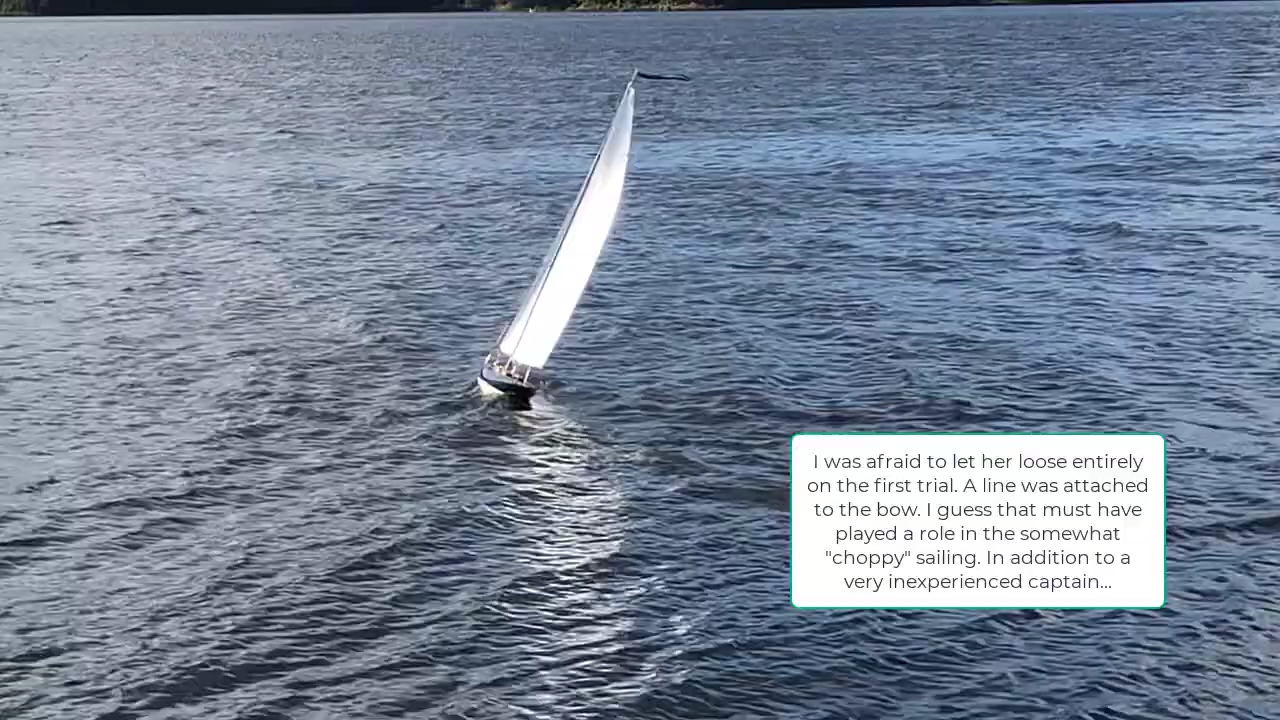 I was afraid to let her loose entirely
on the first trial. A line was attached
to the bow. I guess that must have
played a role in the somewhat
"choppy" sailing. In addition to a
very inexperienced captain...